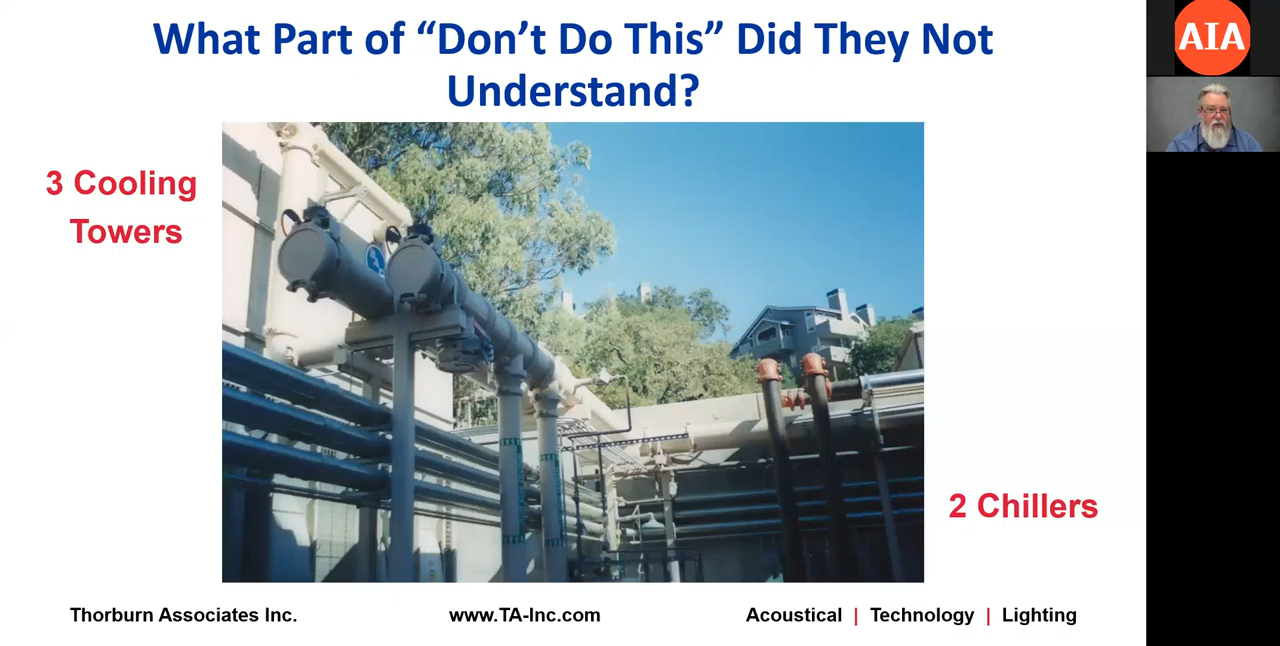 What Part of “Don’t Do This” Did They Not
Understand?
AIA
3 Cooling
Towers
2 Chillers
Thorburn Associates Inc.
www.TA-Inc.com
Acoustical | Technology | Lighting